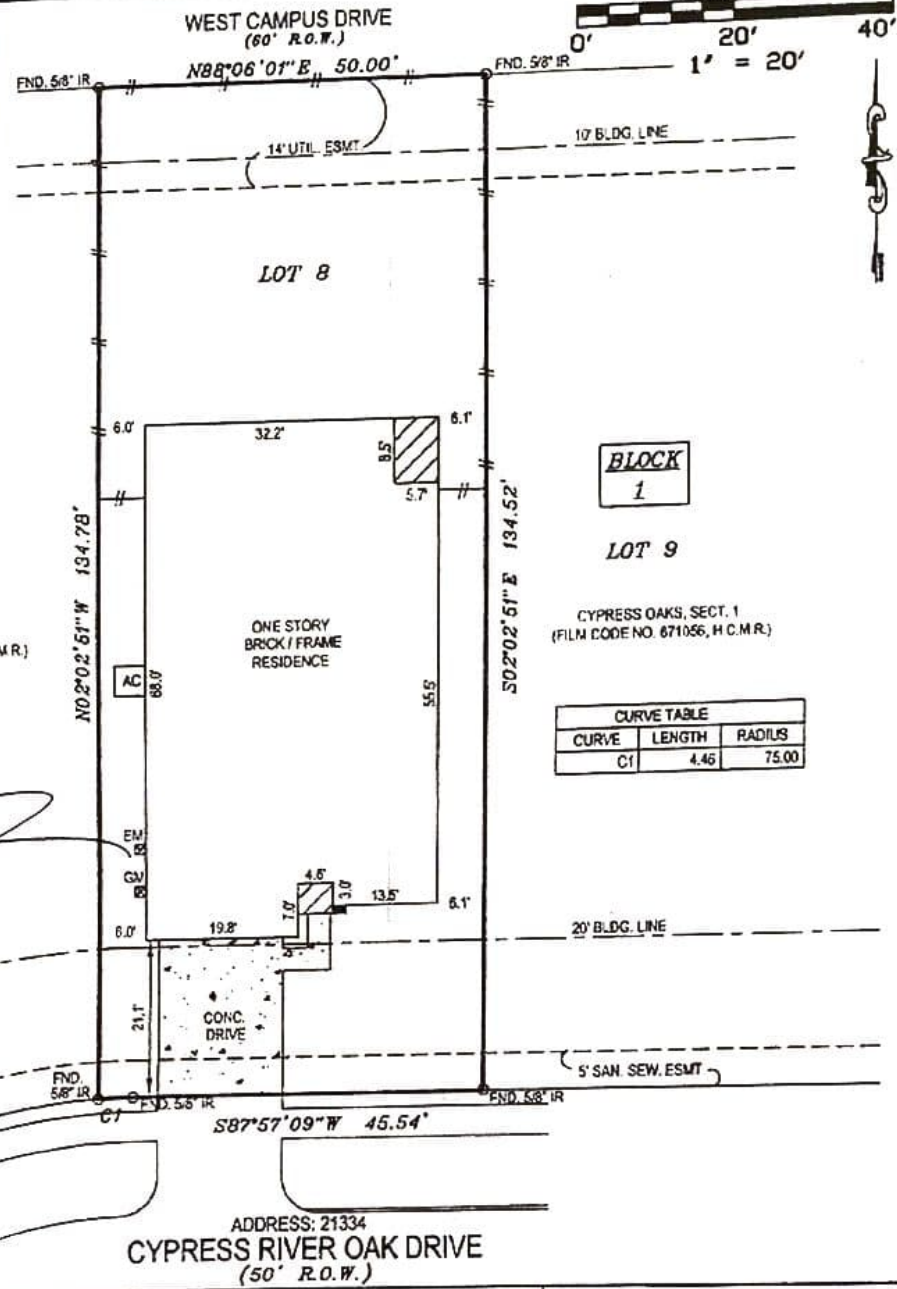 WEST CAMPUS DRIVE
(60' R.O.W.)
0' 20' 40'
1" = 20'
FND. 5/8" IR
N88°06'01"E 50.00'
FND. 5/8" IR
14' UTIL. ESMT
10' BLDG. LINE
LOT 8
6.0'
32.2'
8.5'
6.1'
5.7'
BLOCK
1
LOT 9
N02°02'51"W 134.78'
S02°02'51"E 134.52'
CYPRESS OAKS, SECT. 1
(FILM CODE NO. 671056, H.C.M.R.)
M.R.)
ONE STORY
BRICK / FRAME
RESIDENCE
AC
68.0'
55.5'
CURVE TABLE
CURVE LENGTH RADIUS
C1 4.46 75.00
EM
GV
4.6'
7.0'
3.0'
13.5'
6.1'
6.0'
19.8'
20' BLDG. LINE
21.1'
CONC.
DRIVE
5' SAN. SEW. ESMT
FND.
5/8" IR
C1
FND. 5/8" IR
FND. 5/8" IR
S87°57'09"W 45.54'
ADDRESS: 21334
CYPRESS RIVER OAK DRIVE
(50' R.O.W.)